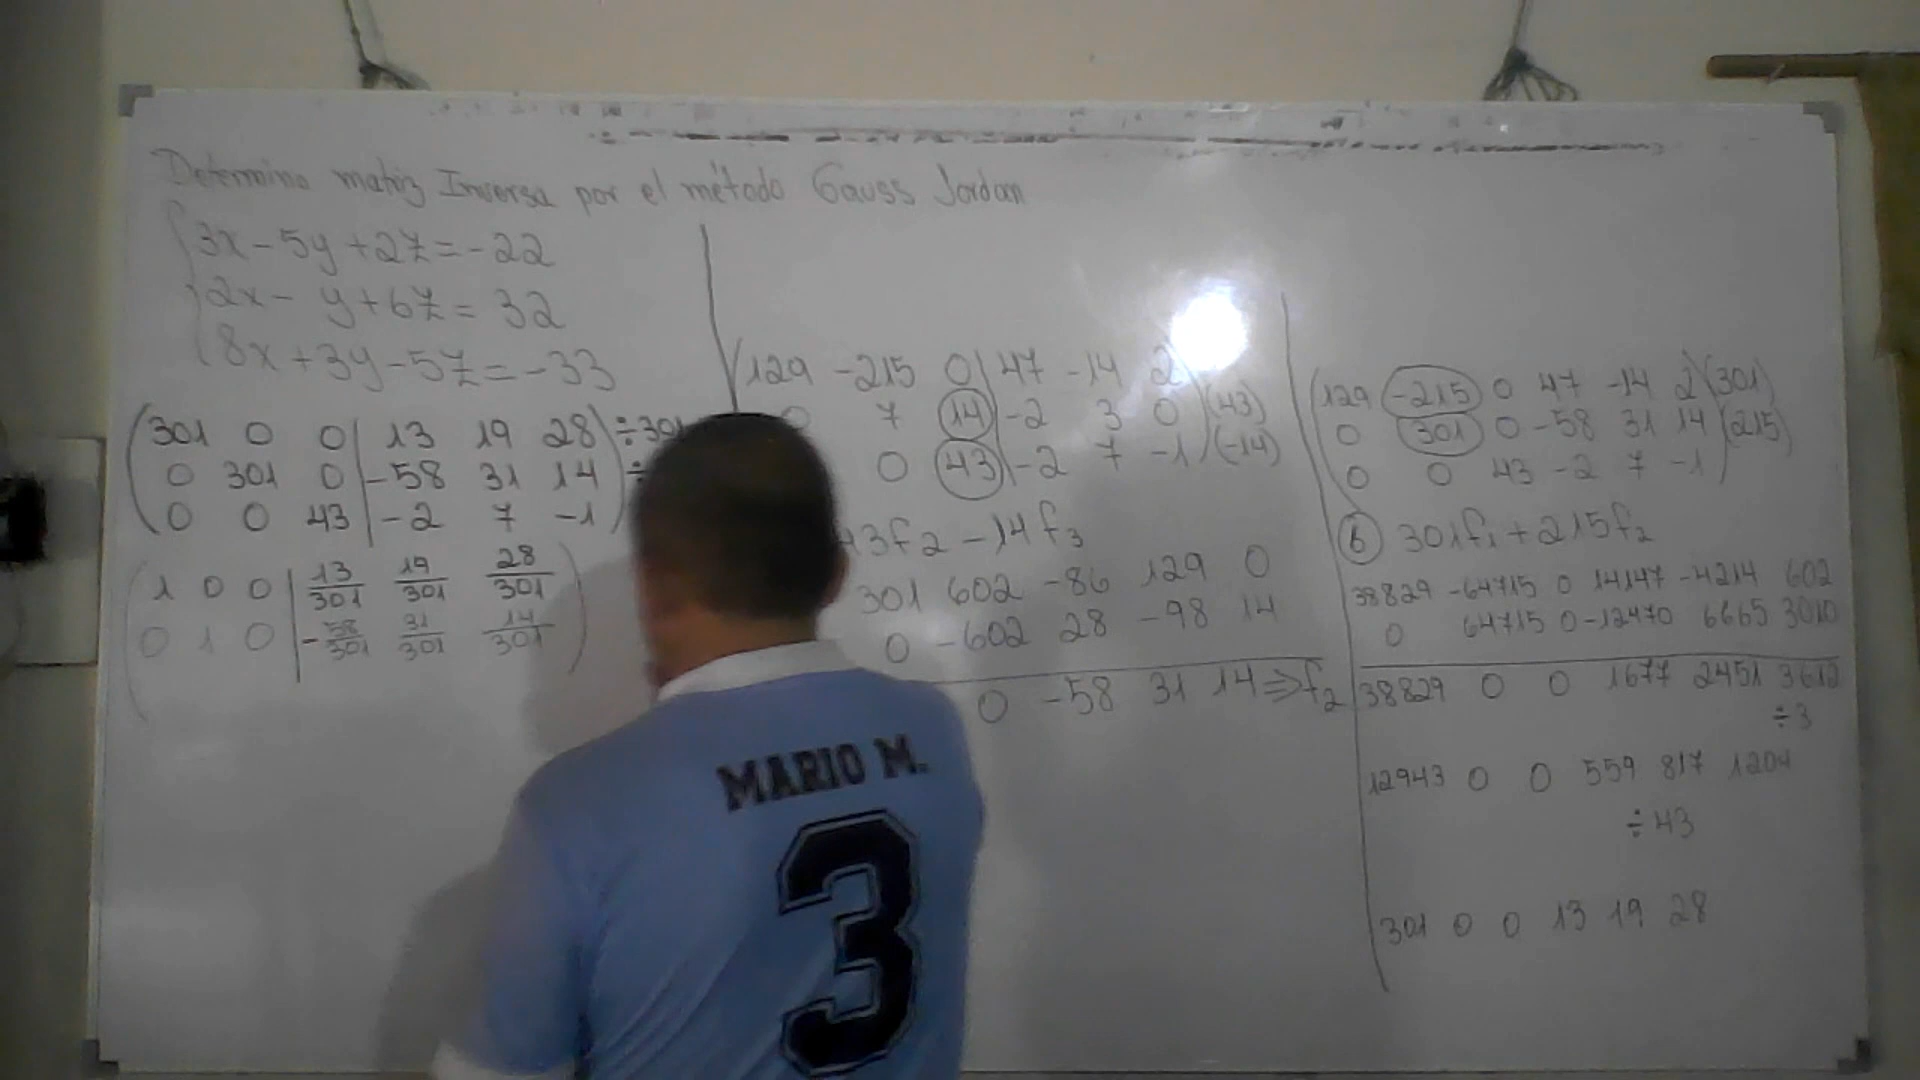 Determine matriz Inversa por el método Gauss Jordan
3x - 5y + 2z = -22
2x - y + 6z = 32
8x + 3y - 5z = -33
301 0 0 | 13 19 28 ÷301
0 301 0 | -58 31 14 ÷
0 0 43 | -2 7 -1
1 0 0 | 13/301 19/301 28/301
0 1 0 | -58/301 31/301 14/301
129 -215 0 | 47 -14 2
0 7 14 | -2 3 0 (43)
0 43 | -2 7 -1 (-14)
43f2 - 14f3
301 602 -86 129 0
0 -602 28 -98 14
0 -58 31 14 ⇒ f2
129 -215 0 47 -14 2 (301)
0 301 0 -58 31 14 (215)
0 0 43 -2 7 -1
6 301f1 + 215f2
38829 -64715 0 14147 -4214 602
0 64715 0 -12470 6665 3010
38829 0 0 1677 2451 3612
÷3
12943 0 0 559 817 1204
÷43
301 0 0 13 19 28
MARIO M.
3